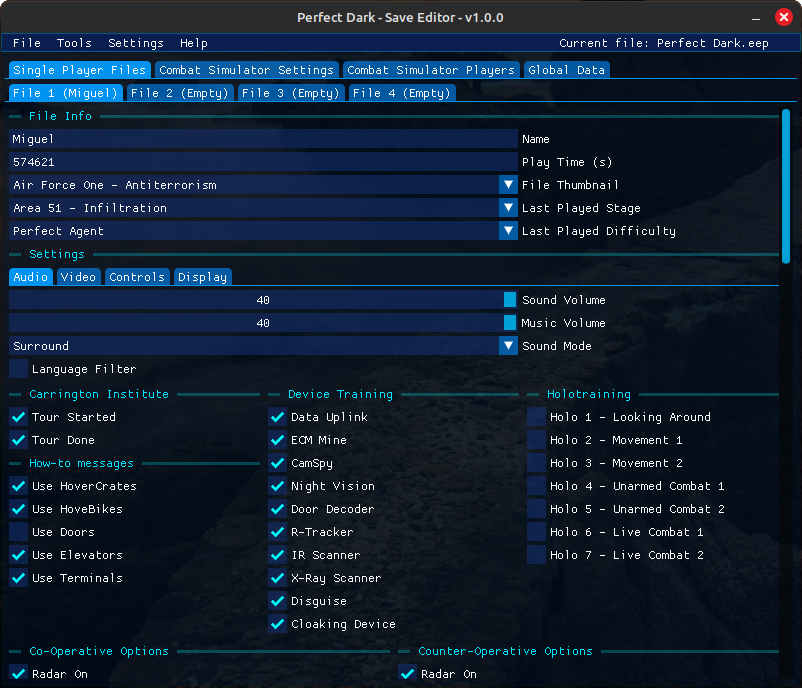 Perfect Dark - Save Editor - v1.0.0
File Tools Settings Help Current file: Perfect Dark.eep
Single Player Files Combat Simulator Settings Combat Simulator Players Global Data
File 1 (Miguel) File 2 (Empty) File 3 (Empty) File 4 (Empty)
File Info
Miguel Name
574621 Play Time (s)
Air Force One - Antiterrorism File Thumbnail
Area 51 - Infiltration Last Played Stage
Perfect Agent Last Played Difficulty
Settings
Audio Video Controls Display
40 Sound Volume
40 Music Volume
Surround Sound Mode
Language Filter
Carrington Institute Device Training Holotraining
Tour Started Data Uplink Holo 1 - Looking Around
Tour Done ECM Mine Holo 2 - Movement 1
How-to messages CamSpy Holo 3 - Movement 2
Use HoverCrates Night Vision Holo 4 - Unarmed Combat 1
Use HoveBikes Door Decoder Holo 5 - Unarmed Combat 2
Use Doors R-Tracker Holo 6 - Live Combat 1
Use Elevators IR Scanner Holo 7 - Live Combat 2
Use Terminals X-Ray Scanner
Disguise
Cloaking Device
Co-Operative Options Counter-Operative Options
Radar On Radar On